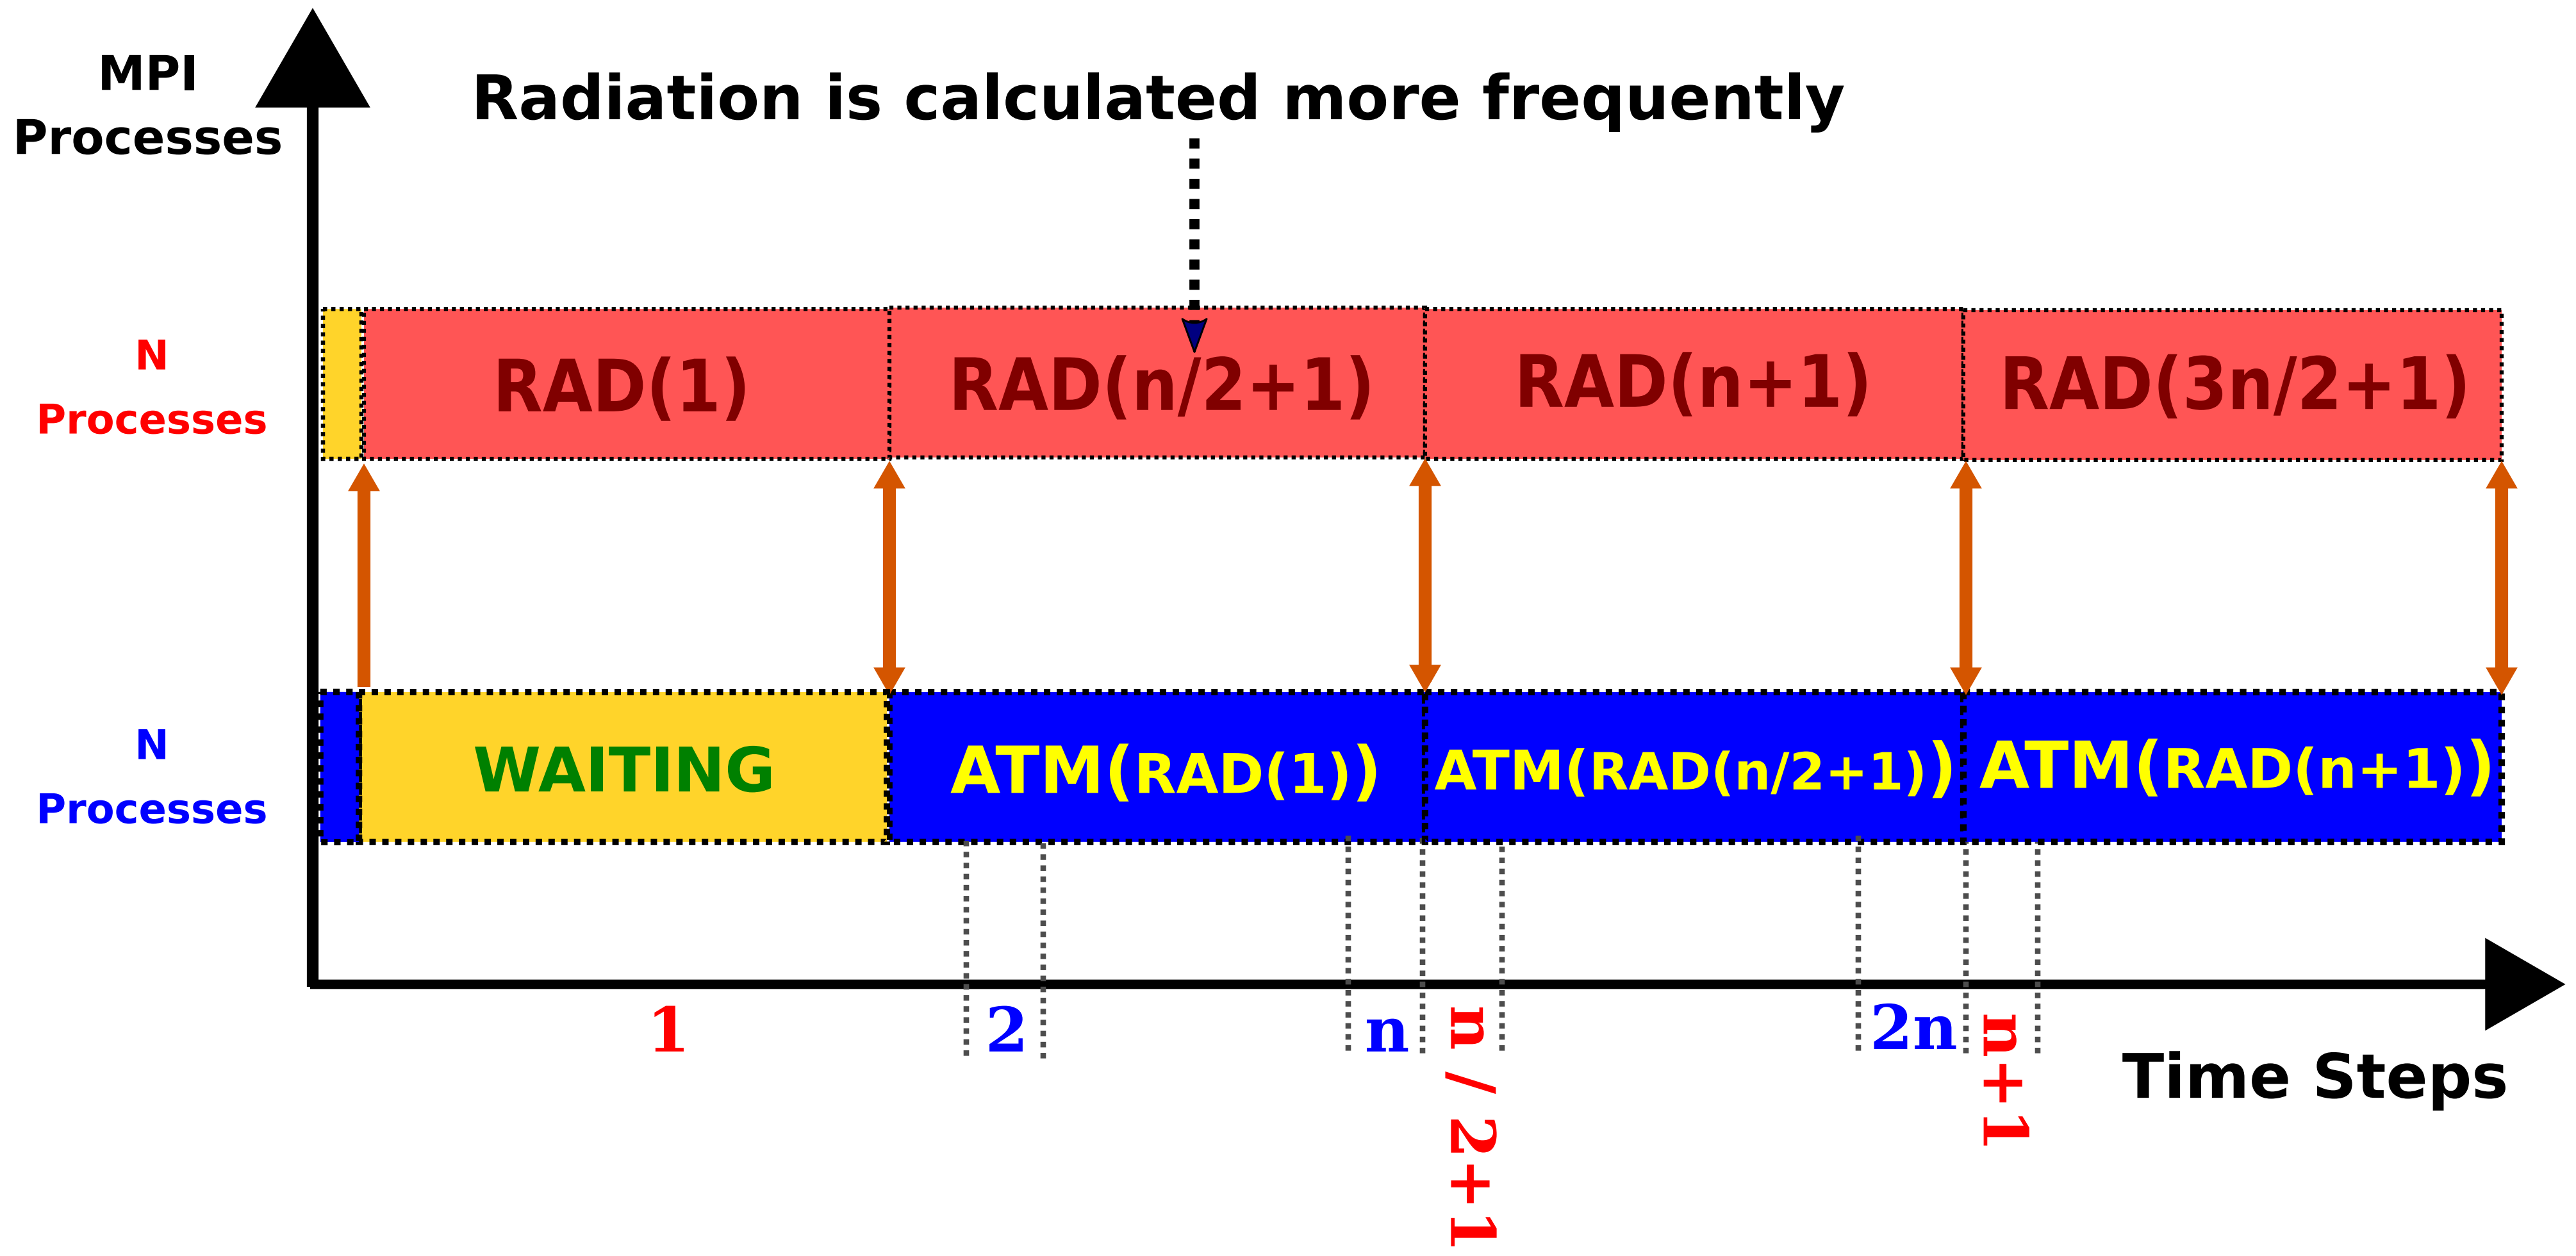 MPI
Processes
Radiation is calculated more frequently
N
Processes
RAD(1)
RAD(n/2+1)
RAD(n+1)
RAD(3n/2+1)
N
Processes
WAITING
ATM(RAD(1))
ATM(RAD(n/2+1))
ATM(RAD(n+1))
1
2
n
n / 2+1
2n
n+1
Time Steps